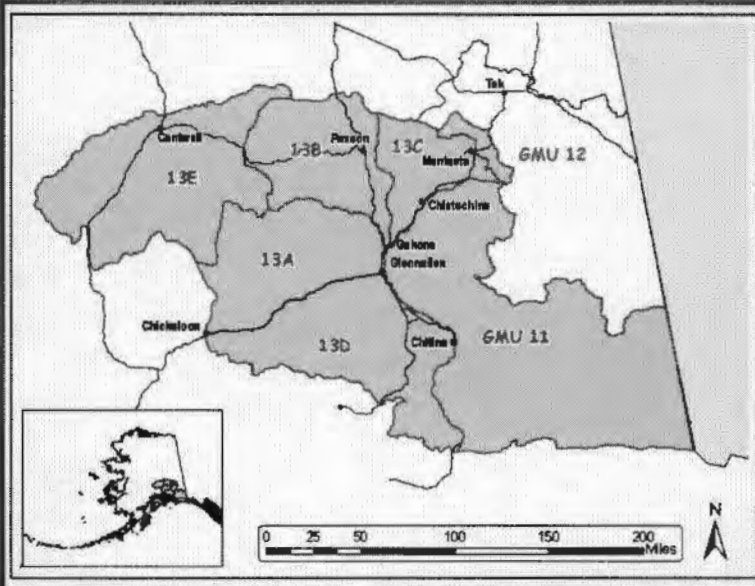 Tok
Cantwell
Paxson
13B
13C
Mentasta
GMU 12
13E
Chistochina
Gakona
13A
Glennallen
Chickaloon
13D
Chitina
GMU 11
N
0 25 50 100 150 200
Miles